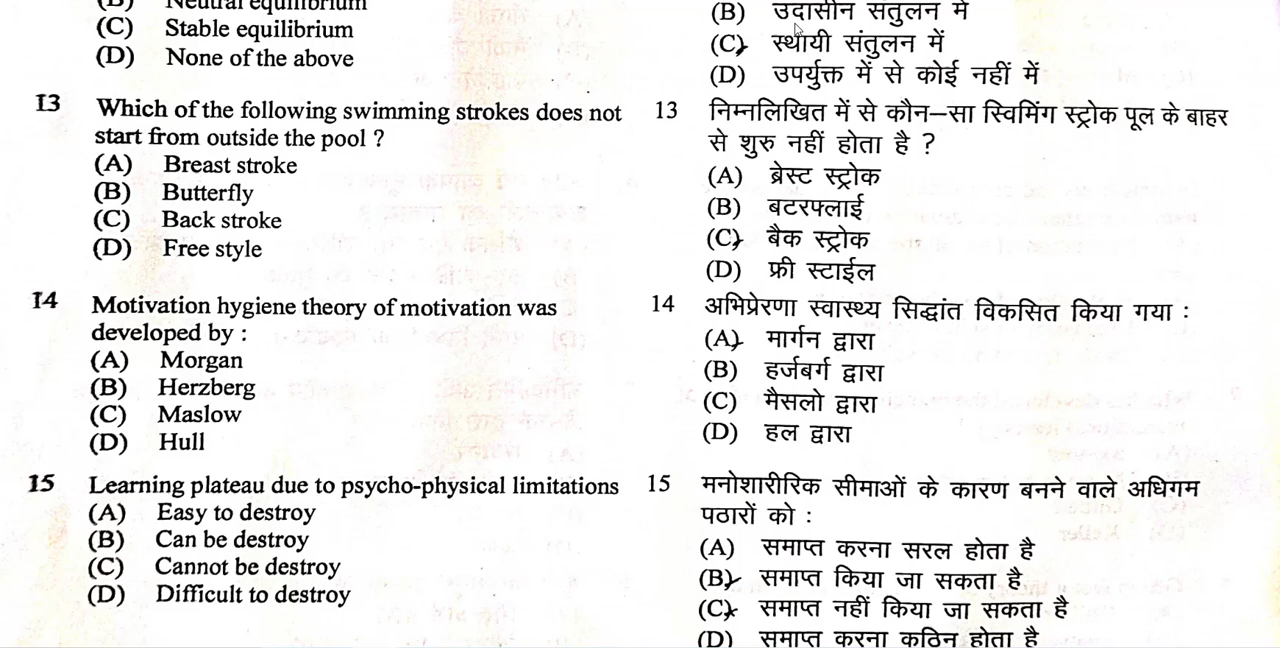 (B) Neutral equilibrium
(C) Stable equilibrium
(D) None of the above
13 Which of the following swimming strokes does not
start from outside the pool ?
(A) Breast stroke
(B) Butterfly
(C) Back stroke
(D) Free style
14 Motivation hygiene theory of motivation was
developed by :
(A) Morgan
(B) Herzberg
(C) Maslow
(D) Hull
15 Learning plateau due to psycho-physical limitations
(A) Easy to destroy
(B) Can be destroy
(C) Cannot be destroy
(D) Difficult to destroy
(B) उदासीन संतुलन में
(C) स्थायी संतुलन में
(D) उपर्युक्त में से कोई नहीं में
13 निम्नलिखित में से कौन–सा स्विमिंग स्ट्रोक पूल के बाहर
से शुरु नहीं होता है ?
(A) ब्रेस्ट स्ट्रोक
(B) बटरफ्लाई
(C) बैक स्ट्रोक
(D) फ्री स्टाईल
14 अभिप्रेरणा स्वास्थ्य सिद्धांत विकसित किया गया :
(A) मार्गन द्वारा
(B) हर्जबर्ग द्वारा
(C) मैसलो द्वारा
(D) हल द्वारा
15 मनोशारीरिक सीमाओं के कारण बनने वाले अधिगम
पठारों को :
(A) समाप्त करना सरल होता है
(B) समाप्त किया जा सकता है
(C) समाप्त नहीं किया जा सकता है
(D) समाप्त करना कठिन होता है